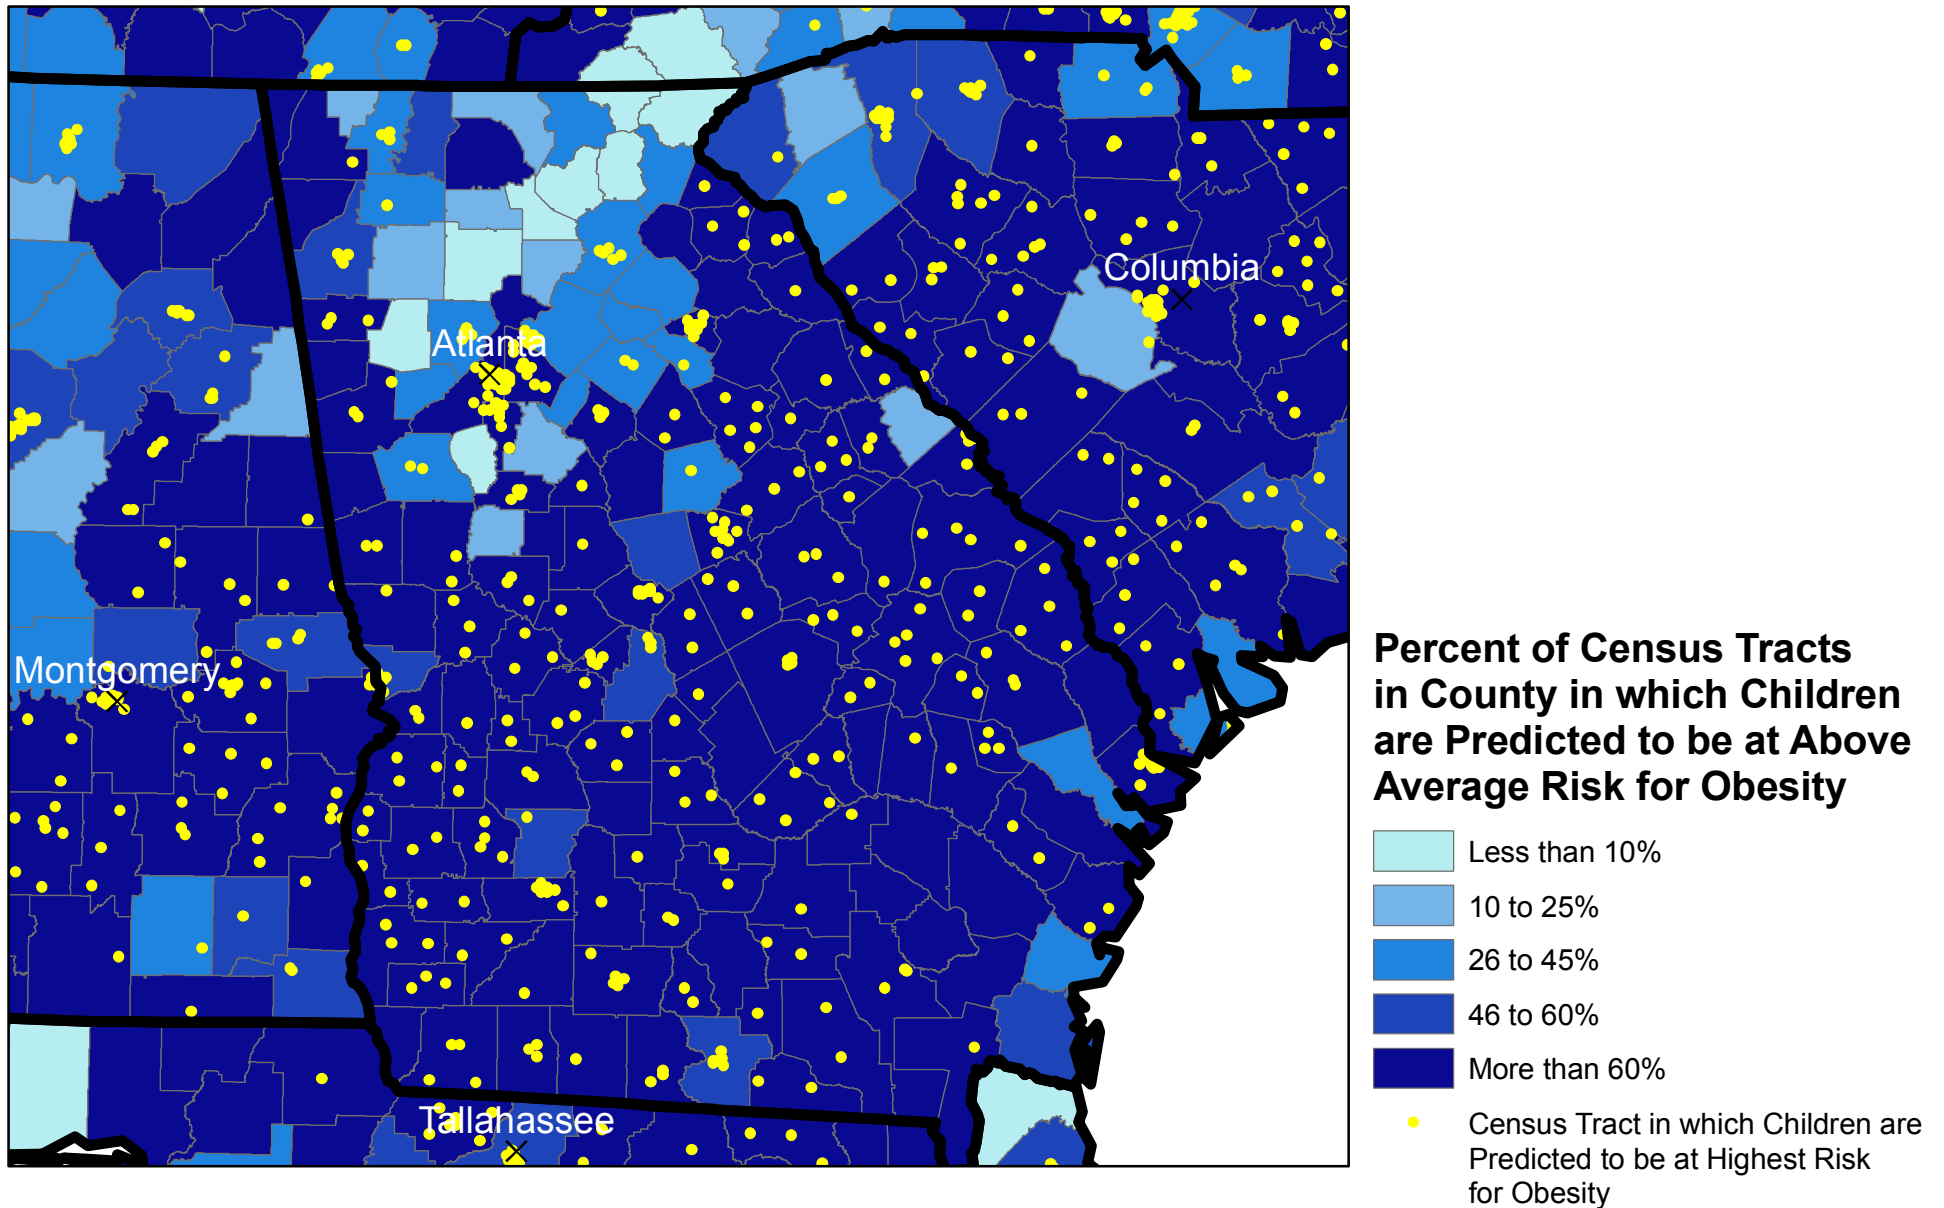 Columbia
Atlanta
Montgomery
Tallahassee
Percent of Census Tracts
in County in which Children
are Predicted to be at Above
Average Risk for Obesity
Less than 10%
10 to 25%
26 to 45%
46 to 60%
More than 60%
Census Tract in which Children are
Predicted to be at Highest Risk
for Obesity